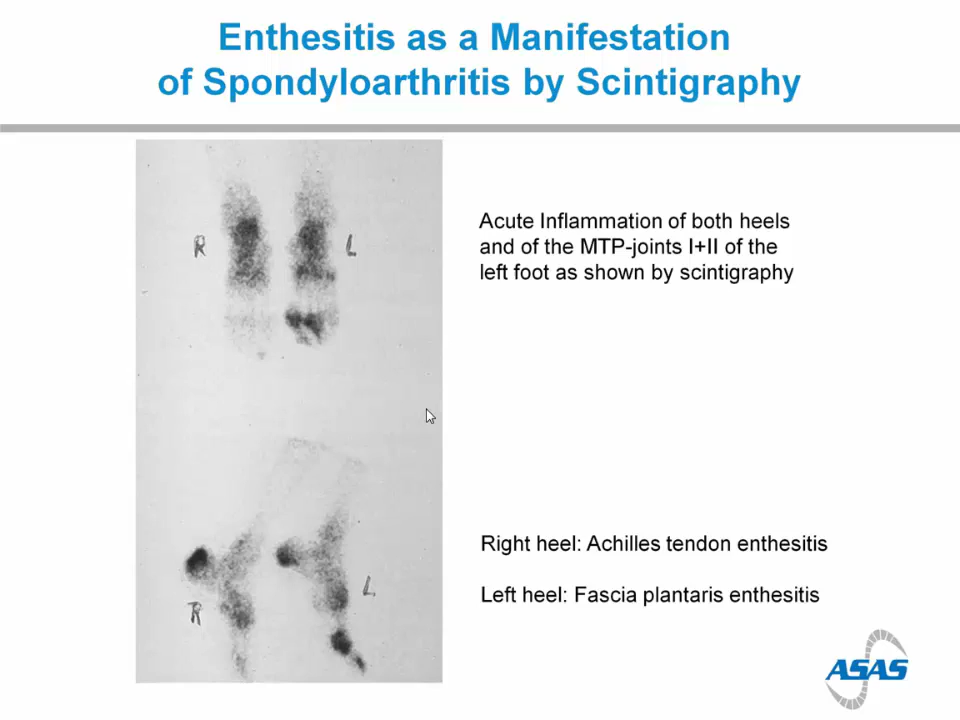 Enthesitis as a Manifestation
of Spondyloarthritis by Scintigraphy
R
L
Acute Inflammation of both heels
and of the MTP-joints I+II of the
left foot as shown by scintigraphy
R
L
Right heel: Achilles tendon enthesitis
Left heel: Fascia plantaris enthesitis
ASAS